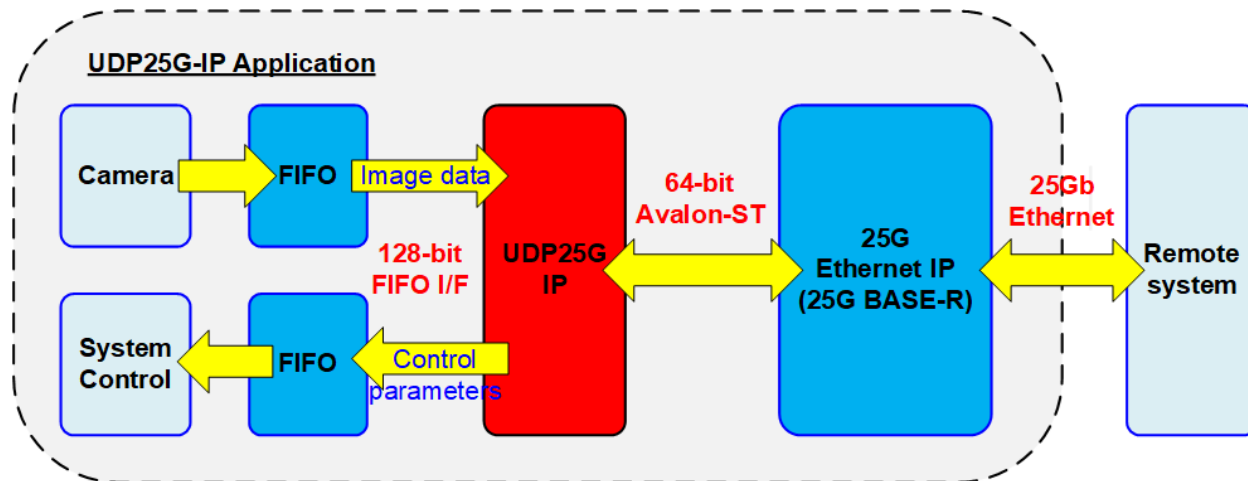 UDP25G-IP Application
Camera
FIFO
Image data
128-bit
FIFO I/F
System
Control
FIFO
Control
parameters
UDP25G
IP
64-bit
Avalon-ST
25G
Ethernet IP
(25G BASE-R)
25Gb
Ethernet
Remote
system